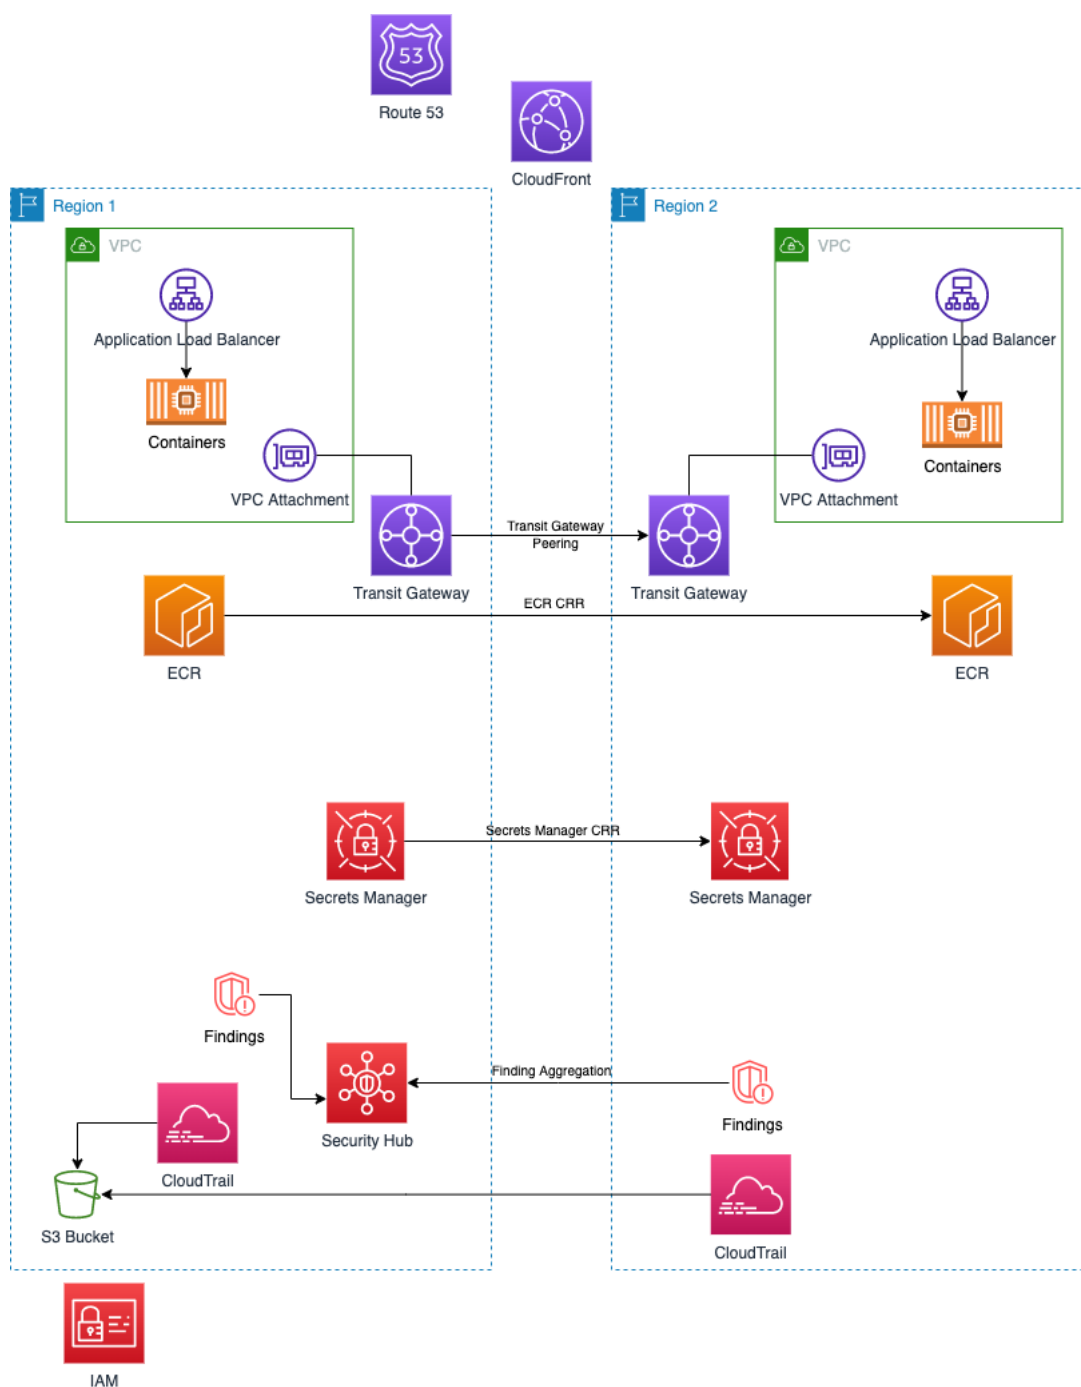 53
Route 53
CloudFront
Region 1
Region 2
VPC
VPC
Application Load Balancer
Application Load Balancer
Containers
Containers
VPC Attachment
VPC Attachment
Transit Gateway
Peering
Transit Gateway
Transit Gateway
ECR CRR
ECR
ECR
Secrets Manager CRR
Secrets Manager
Secrets Manager
Findings
Finding Aggregation
Findings
Security Hub
CloudTrail
S3 Bucket
CloudTrail
IAM